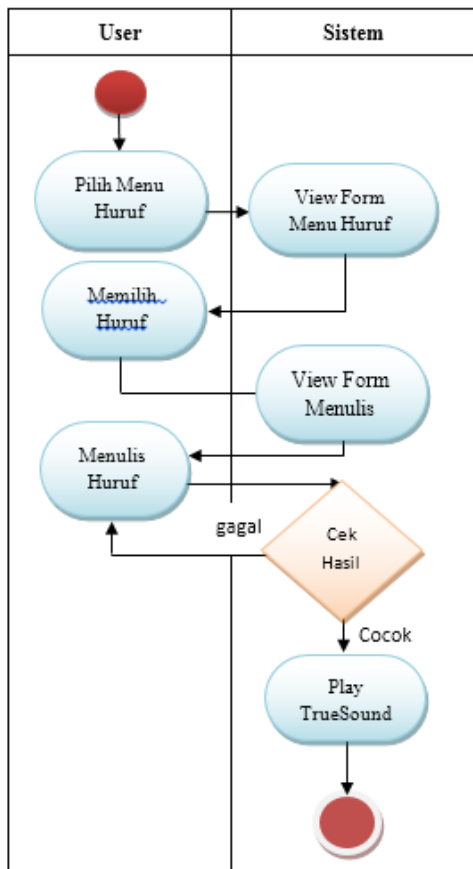 User
Sistem
Pilih Menu
Huruf
View Form
Menu Huruf
Memilih
Huruf
View Form
Menulis
Menulis
Huruf
gagal
Cek
Hasil
Cocok
Play
TrueSound